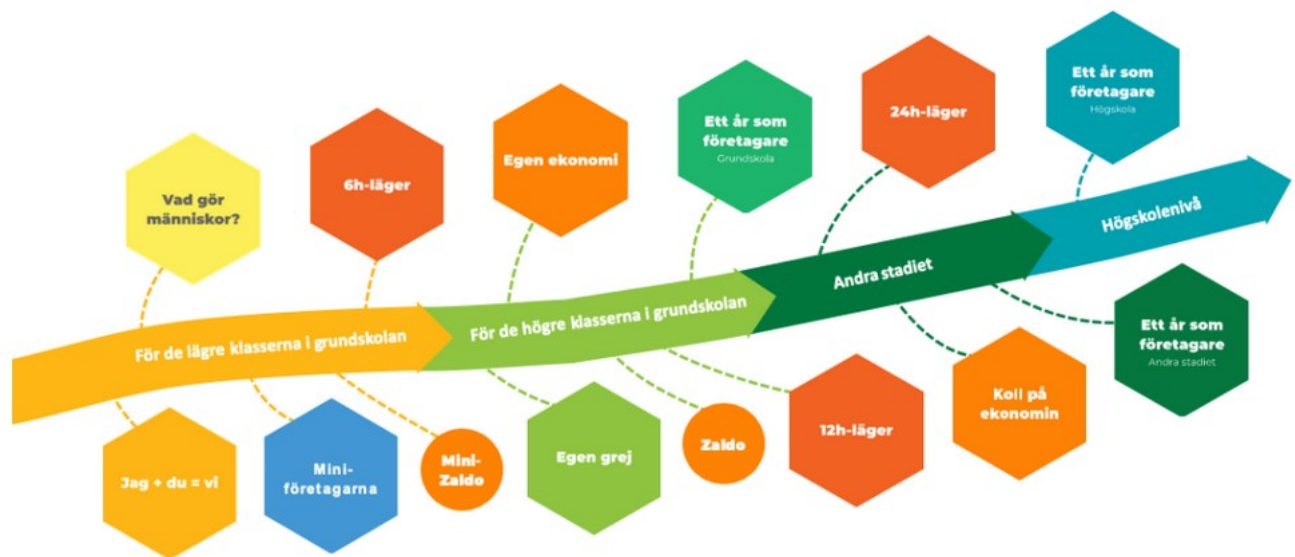 Vad gör
människor?
6h-läger
Egen ekonomi
Ett år som
företagare
Grundskola
24h-läger
Ett år som
företagare
Högskola
För de lägre klasserna i grundskolan
För de högre klasserna i grundskolan
Andra stadiet
Högskolenivå
Jag + du = vi
Mini-
företagarna
Mini-
Zaldo
Egen grej
Zaldo
12h-läger
Koll på
ekonomin
Ett år som
företagare
Andra stadiet